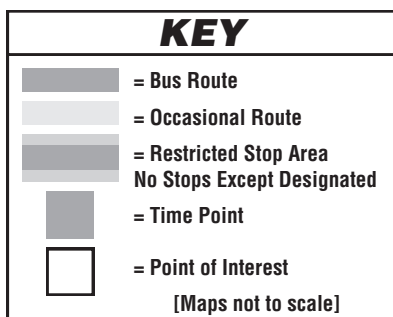 KEY
= Bus Route
= Occasional Route
= Restricted Stop Area
No Stops Except Designated
= Time Point
= Point of Interest
[Maps not to scale]